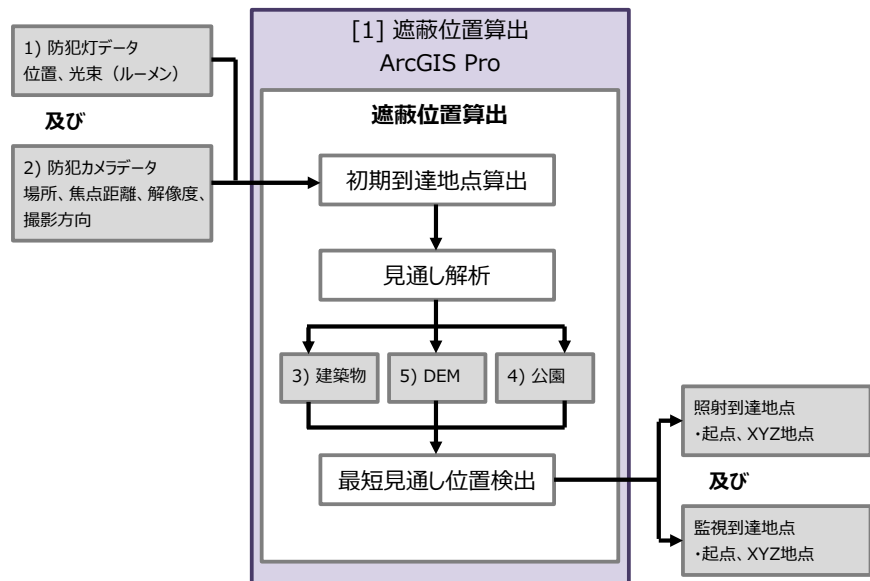 1) 防犯灯データ
位置、光束（ルーメン）
及び
2) 防犯カメラデータ
場所、焦点距離、解像度、
撮影方向
[1] 遮蔽位置算出
ArcGIS Pro
遮蔽位置算出
初期到達地点算出
見通し解析
3) 建築物
5) DEM
4) 公園
最短見通し位置検出
照射到達地点
・起点、XYZ地点
及び
監視到達地点
・起点、XYZ地点